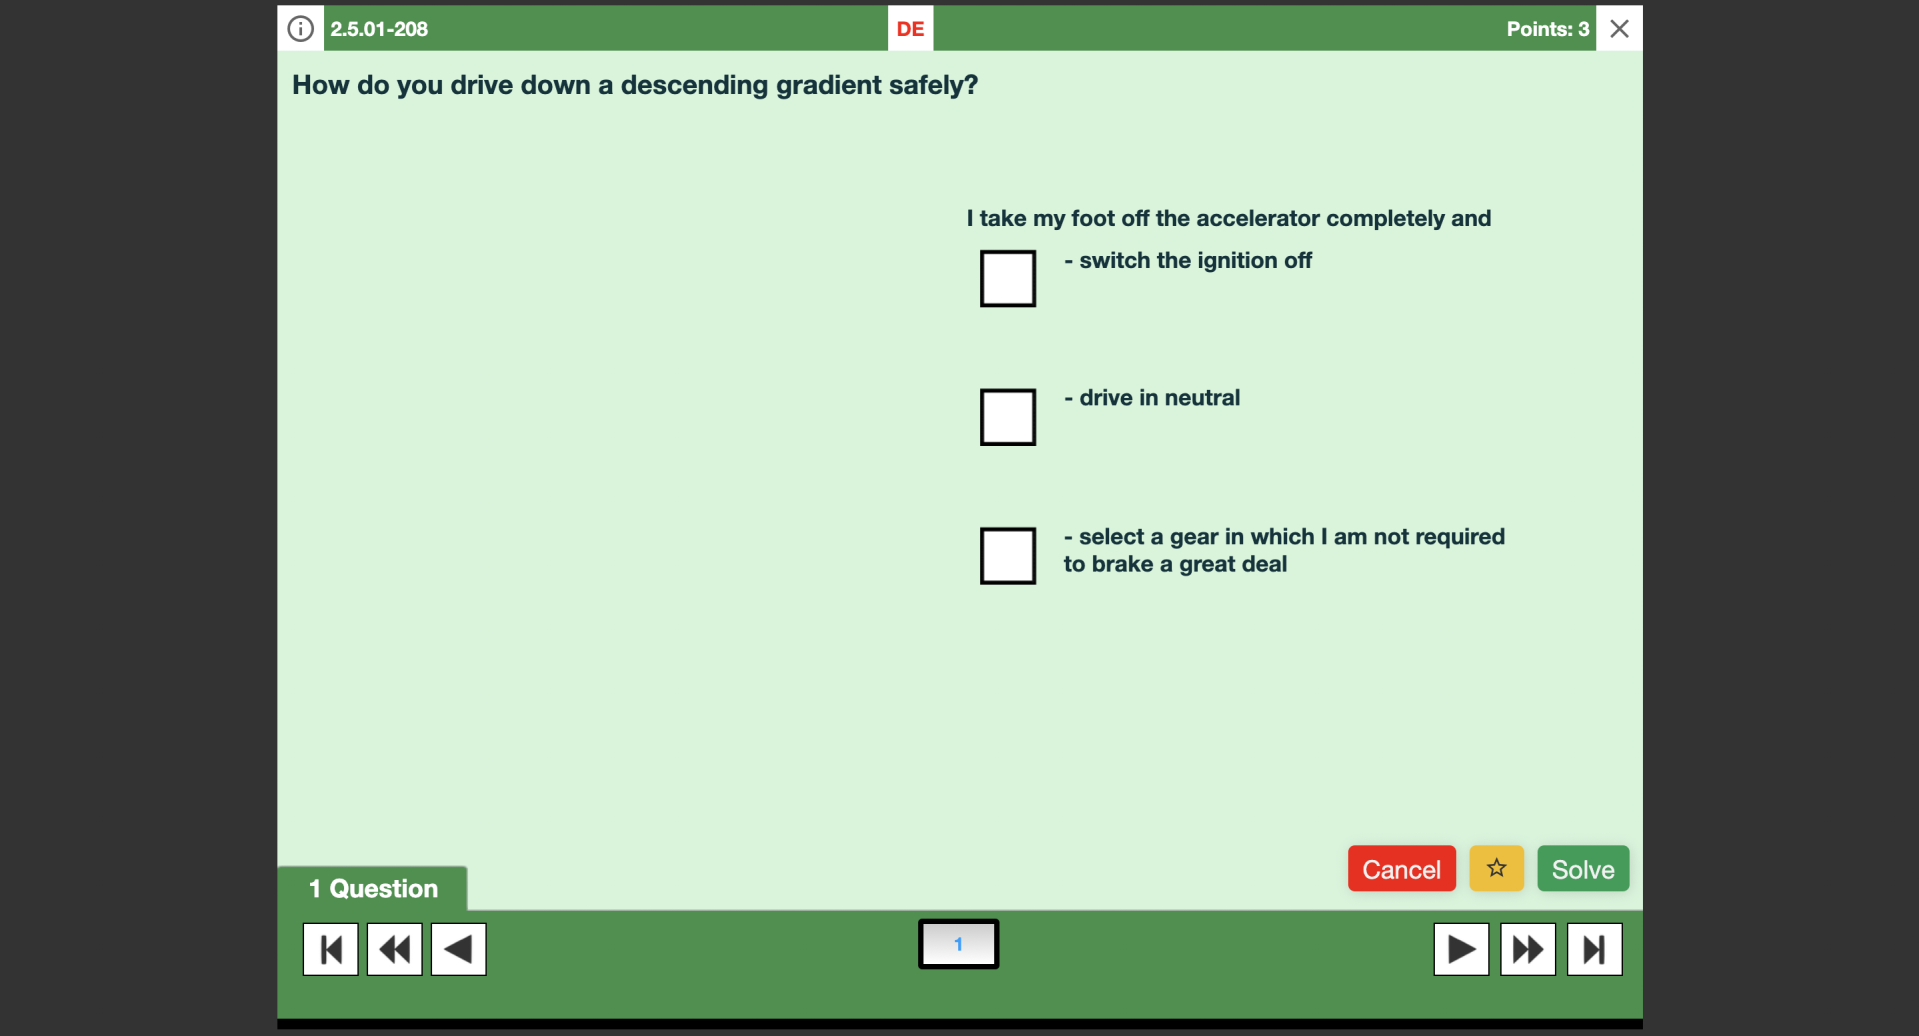 2.5.01-208
DE
Points: 3
How do you drive down a descending gradient safely?
I take my foot off the accelerator completely and
- switch the ignition off
- drive in neutral
- select a gear in which I am not required
to brake a great deal
Cancel
Solve
1 Question
1